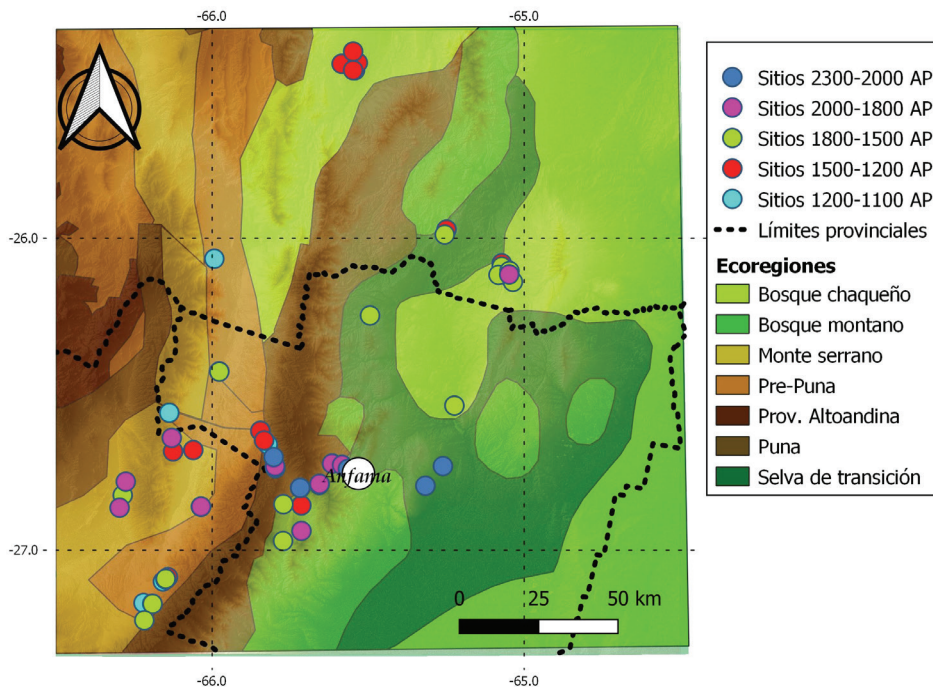 -66.0
-65.0
Sitios 2300-2000 AP
Sitios 2000-1800 AP
Sitios 1800-1500 AP
Sitios 1500-1200 AP
Sitios 1200-1100 AP
Límites provinciales
Ecoregiones
Bosque chaqueño
Bosque montano
Monte serrano
Pre-Puna
Prov. Altoandina
Puna
Selva de transición
-26.0
Anfama
-27.0
0 25 50 km
-66.0
-65.0